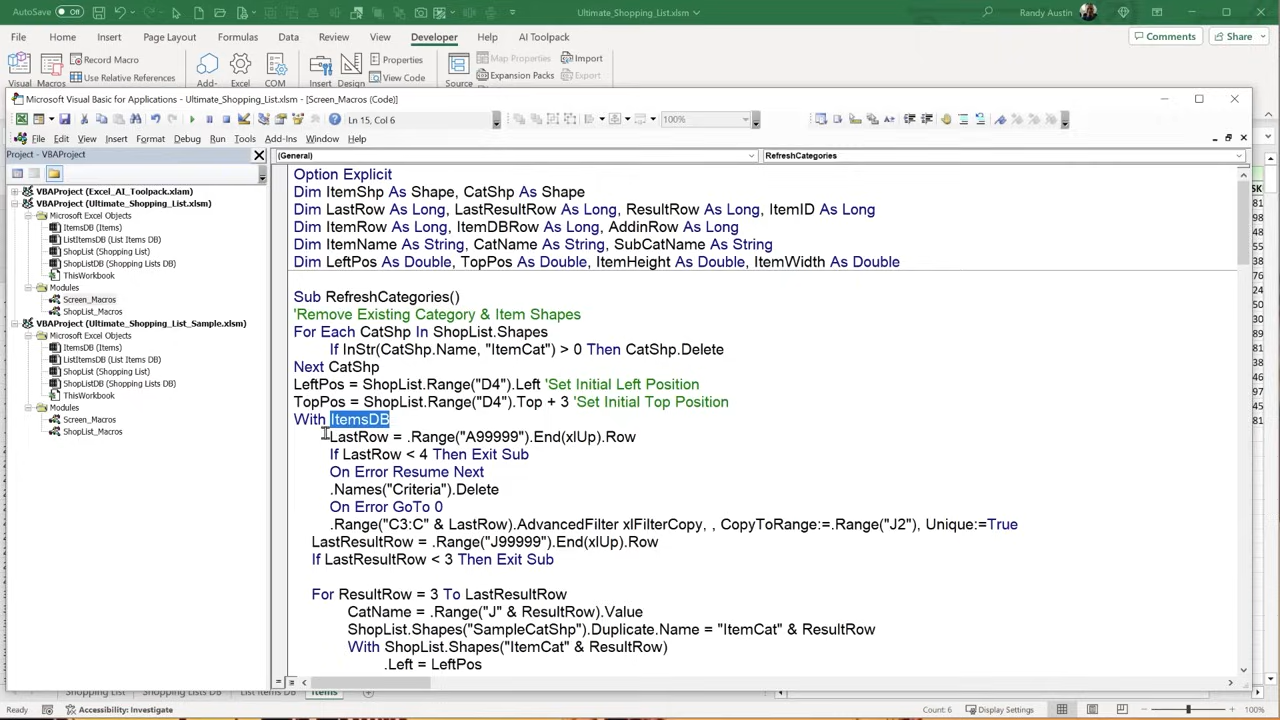 AutoSave Off Ultimate_Shopping_List.xlsm Randy Austin
File Home Insert Page Layout Formulas Data Review View Developer Help AI Toolpack Comments Share
Record Macro Properties Map Properties Import
Use Relative References View Code Expansion Packs Export
Visual Macros Add- Excel COM Insert Design Source
Microsoft Visual Basic for Applications - Ultimate_Shopping_List.xlsm - [Screen_Macros (Code)]
Ln 15, Col 6 100%
File Edit View Insert Format Debug Run Tools Add-Ins Window Help
Project - VBAProject
(General) RefreshCategories
VBAProject (Excel_AI_Toolpack.xlam)
VBAProject (Ultimate_Shopping_List.xlsm)
Microsoft Excel Objects
ItemsDB (Items)
ListItemsDB (List Items DB)
ShopList (Shopping List)
ShopListDB (Shopping Lists DB)
ThisWorkbook
Modules
Screen_Macros
ShopList_Macros
VBAProject (Ultimate_Shopping_List_Sample.xlsm)
Microsoft Excel Objects
ItemsDB (Items)
ListItemsDB (List Items DB)
ShopList (Shopping List)
ShopListDB (Shopping Lists DB)
ThisWorkbook
Modules
Screen_Macros
ShopList_Macros
Option Explicit
Dim ItemShp As Shape, CatShp As Shape
Dim LastRow As Long, LastResultRow As Long, ResultRow As Long, ItemID As Long
Dim ItemRow As Long, ItemDBRow As Long, AddinRow As Long
Dim ItemName As String, CatName As String, SubCatName As String
Dim LeftPos As Double, TopPos As Double, ItemHeight As Double, ItemWidth As Double
Sub RefreshCategories()
'Remove Existing Category & Item Shapes
For Each CatShp In ShopList.Shapes
If InStr(CatShp.Name, "ItemCat") > 0 Then CatShp.Delete
Next CatShp
LeftPos = ShopList.Range("D4").Left 'Set Initial Left Position
TopPos = ShopList.Range("D4").Top + 3 'Set Initial Top Position
With ItemsDB
LastRow = .Range("A99999").End(xlUp).Row
If LastRow < 4 Then Exit Sub
On Error Resume Next
.Names("Criteria").Delete
On Error GoTo 0
.Range("C3:C" & LastRow).AdvancedFilter xlFilterCopy, , CopyToRange:=.Range("J2"), Unique:=True
LastResultRow = .Range("J99999").End(xlUp).Row
If LastResultRow < 3 Then Exit Sub
For ResultRow = 3 To LastResultRow
CatName = .Range("J" & ResultRow).Value
ShopList.Shapes("SampleCatShp").Duplicate.Name = "ItemCat" & ResultRow
With ShopList.Shapes("ItemCat" & ResultRow)
.Left = LeftPos
Shopping List Shopping Lists DB List Items DB Items
Ready Accessibility: Investigate Count: 6 Display Settings 100%